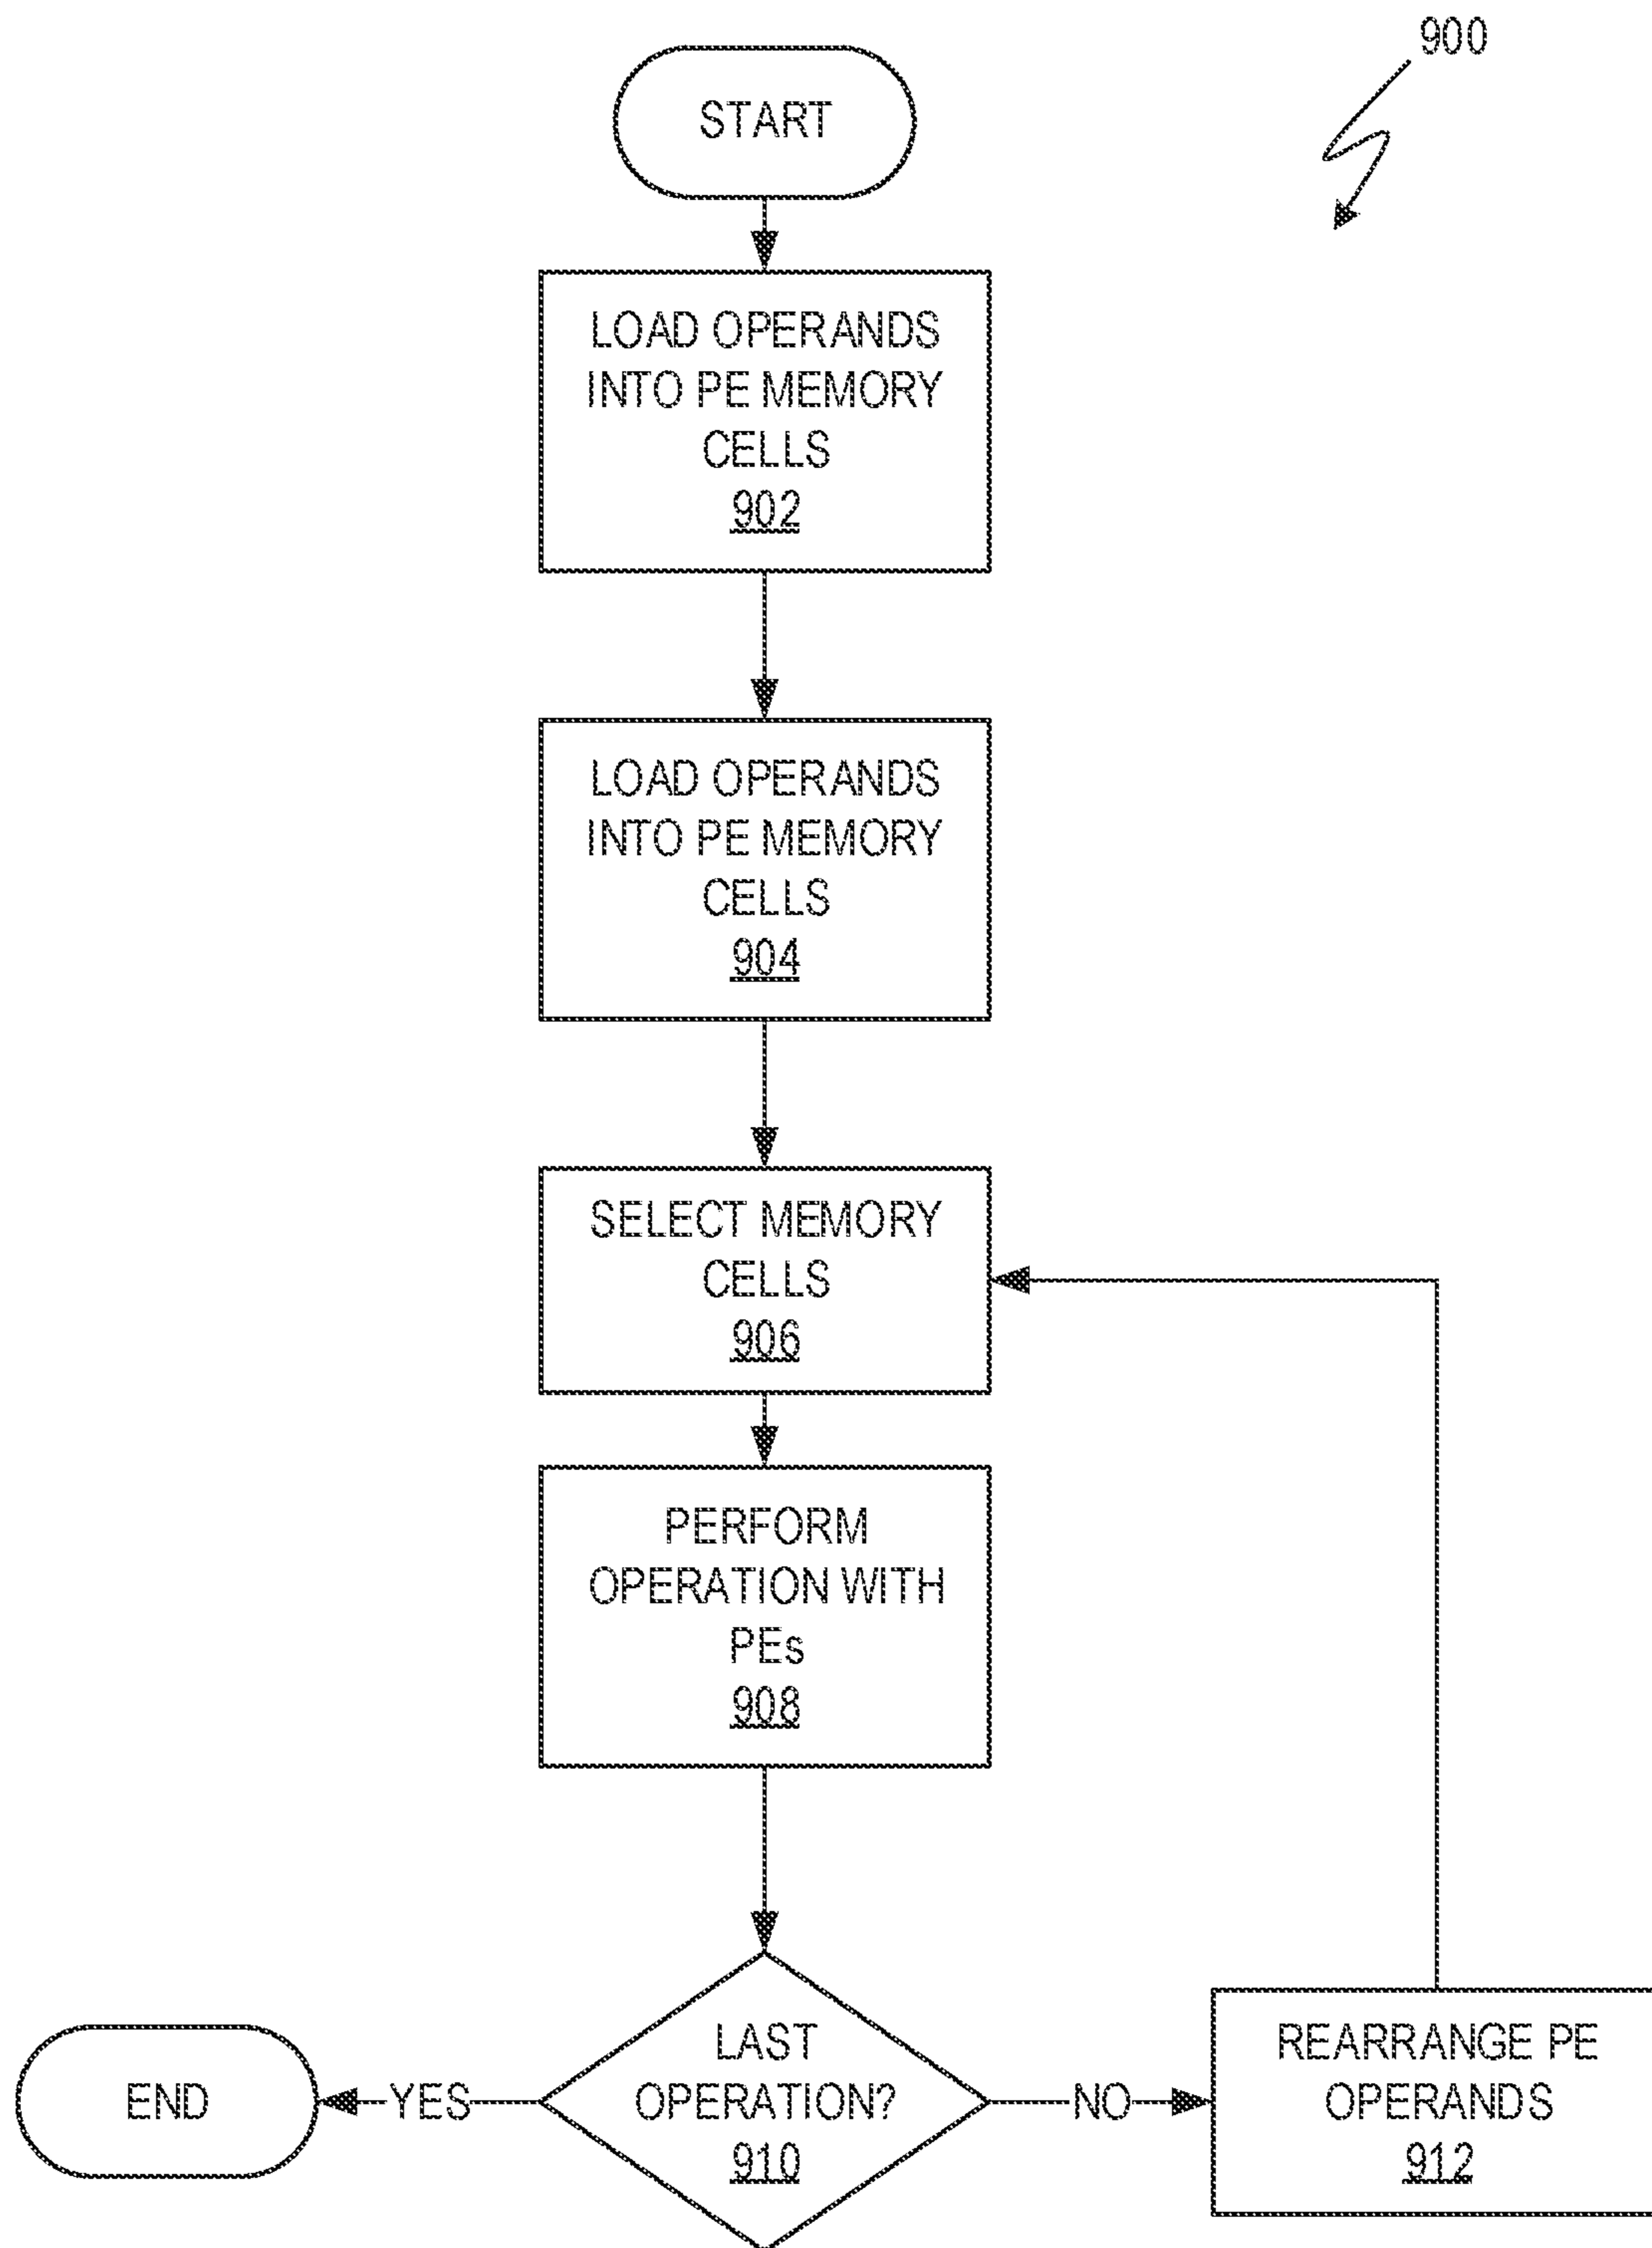 900
START
LOAD OPERANDS
INTO PE MEMORY
CELLS
902
LOAD OPERANDS
INTO PE MEMORY
CELLS
904
SELECT MEMORY
CELLS
906
PERFORM
OPERATION WITH
PEs
908
LAST
OPERATION?
910
YES
END
NO
REARRANGE PE
OPERANDS
912